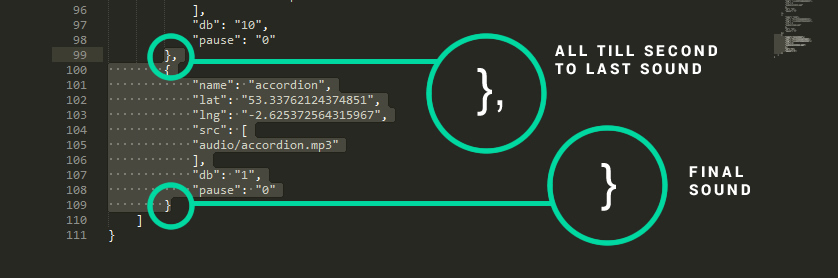 96 ],
97 "db": "10",
98 "pause": "0"
99 },
100 {
101 "name": "accordion",
102 "lat": "53.33762124374851",
103 "lng": "-2.625372564315967",
104 "src": [
105 "audio/accordion.mp3"
106 ],
107 "db": "1",
108 "pause": "0"
109 }
110 ]
111 }
},
ALL TILL SECOND
TO LAST SOUND
}
FINAL
SOUND